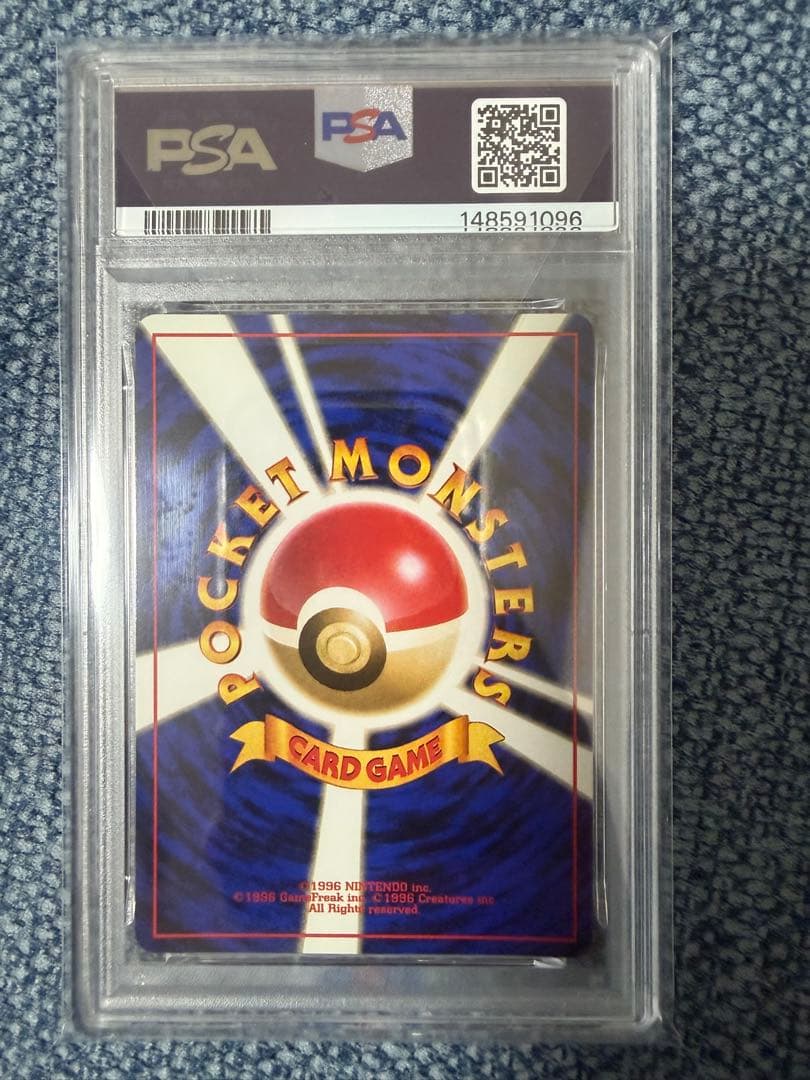 PSA
PSA
148591096
POCKET MONSTERS
CARD GAME
©1996 NINTENDO inc.
©1996 GameFreak inc. ©1996 Creatures inc
All Rights reserved.